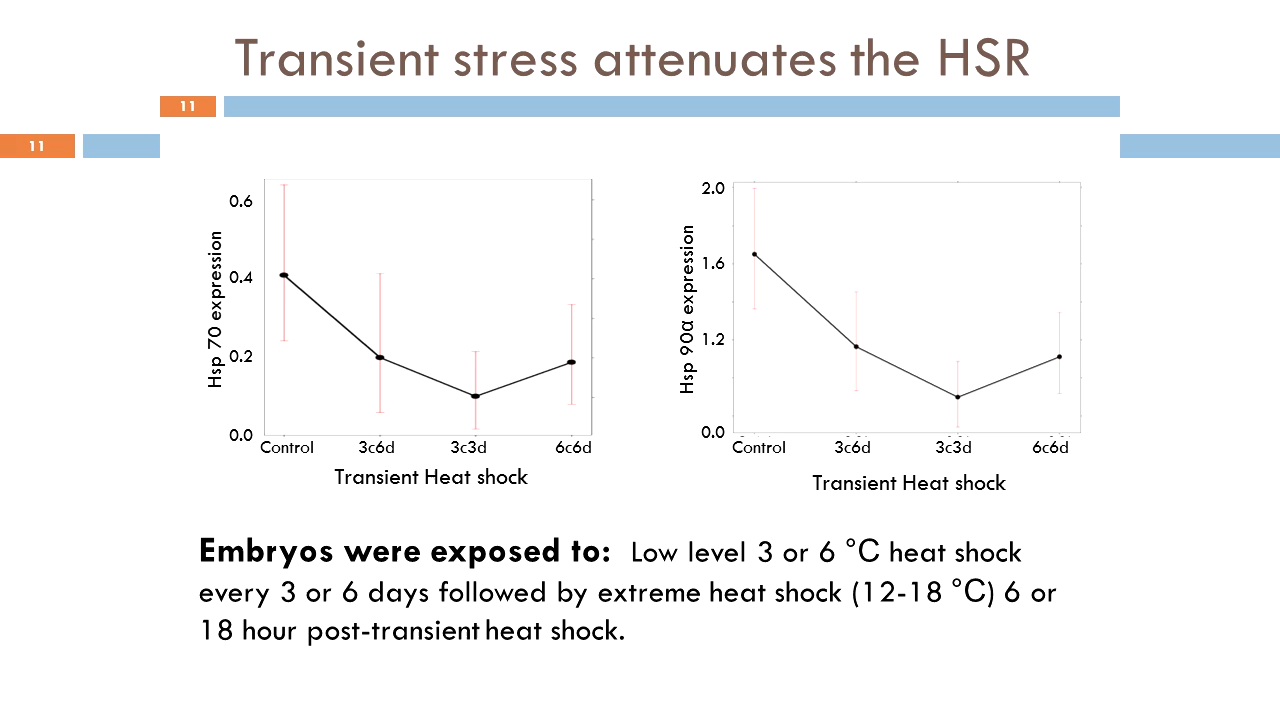 Transient stress attenuates the HSR
11
11
0.6
0.4
0.2
0.0
Hsp 70 expression
Control 3c6d 3c3d 6c6d
Transient Heat shock
2.0
1.6
1.2
0.0
Hsp 90α expression
Control 3c6d 3c3d 6c6d
Transient Heat shock
Embryos were exposed to: Low level 3 or 6 °C heat shock
every 3 or 6 days followed by extreme heat shock (12-18 °C) 6 or
18 hour post-transient heat shock.